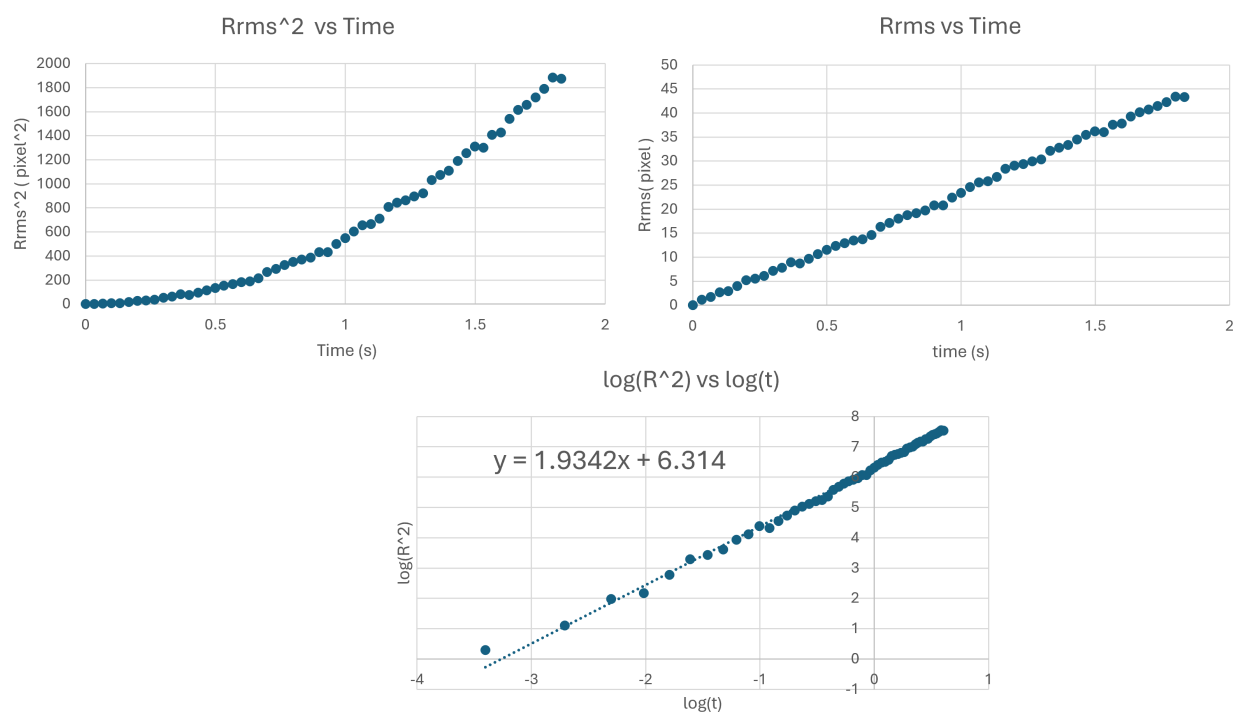 Rrms^2  vs Time
Rrms^2 ( pixel^2)
2000
1800
1600
1400
1200
1000
800
600
400
200
0
0 0.5 1 1.5 2
Time (s)
Rrms vs Time
Rrms( pixel )
50
45
40
35
30
25
20
15
10
5
0
0 0.5 1 1.5 2
time (s)
log(R^2) vs log(t)
y = 1.9342x + 6.314
log(R^2)
8
7
6
5
4
3
2
1
0
-1
-4 -3 -2 -1 0 1
log(t)